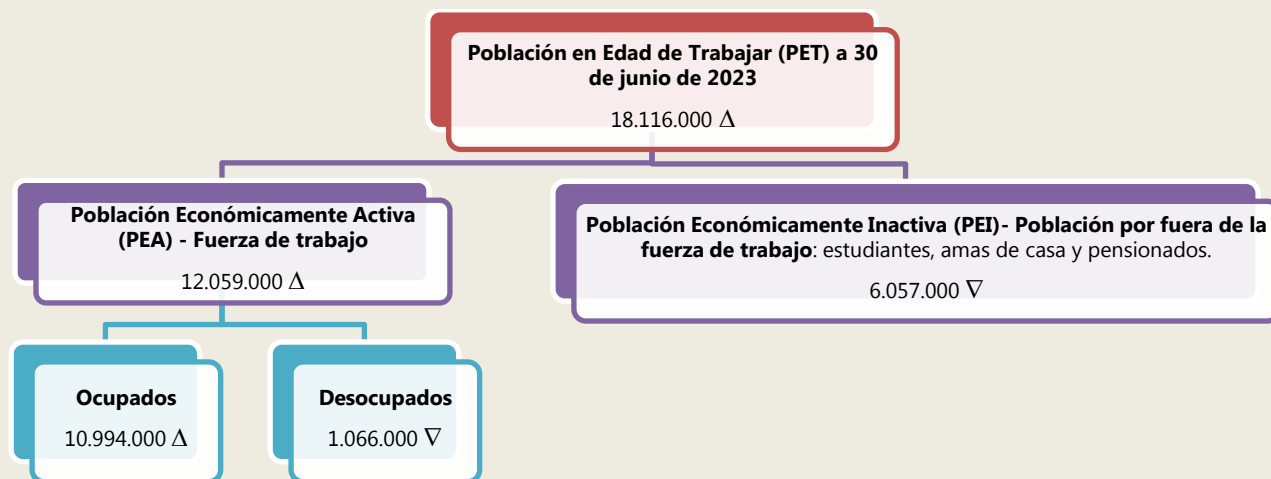 Población en Edad de Trabajar (PET) a 30
de junio de 2023
18.116.000 Δ
Población Económicamente Activa
(PEA) - Fuerza de trabajo
12.059.000 Δ
Población Económicamente Inactiva (PEI)- Población por fuera de la
fuerza de trabajo: estudiantes, amas de casa y pensionados.
6.057.000 ∇
Ocupados
10.994.000 Δ
Desocupados
1.066.000 ∇